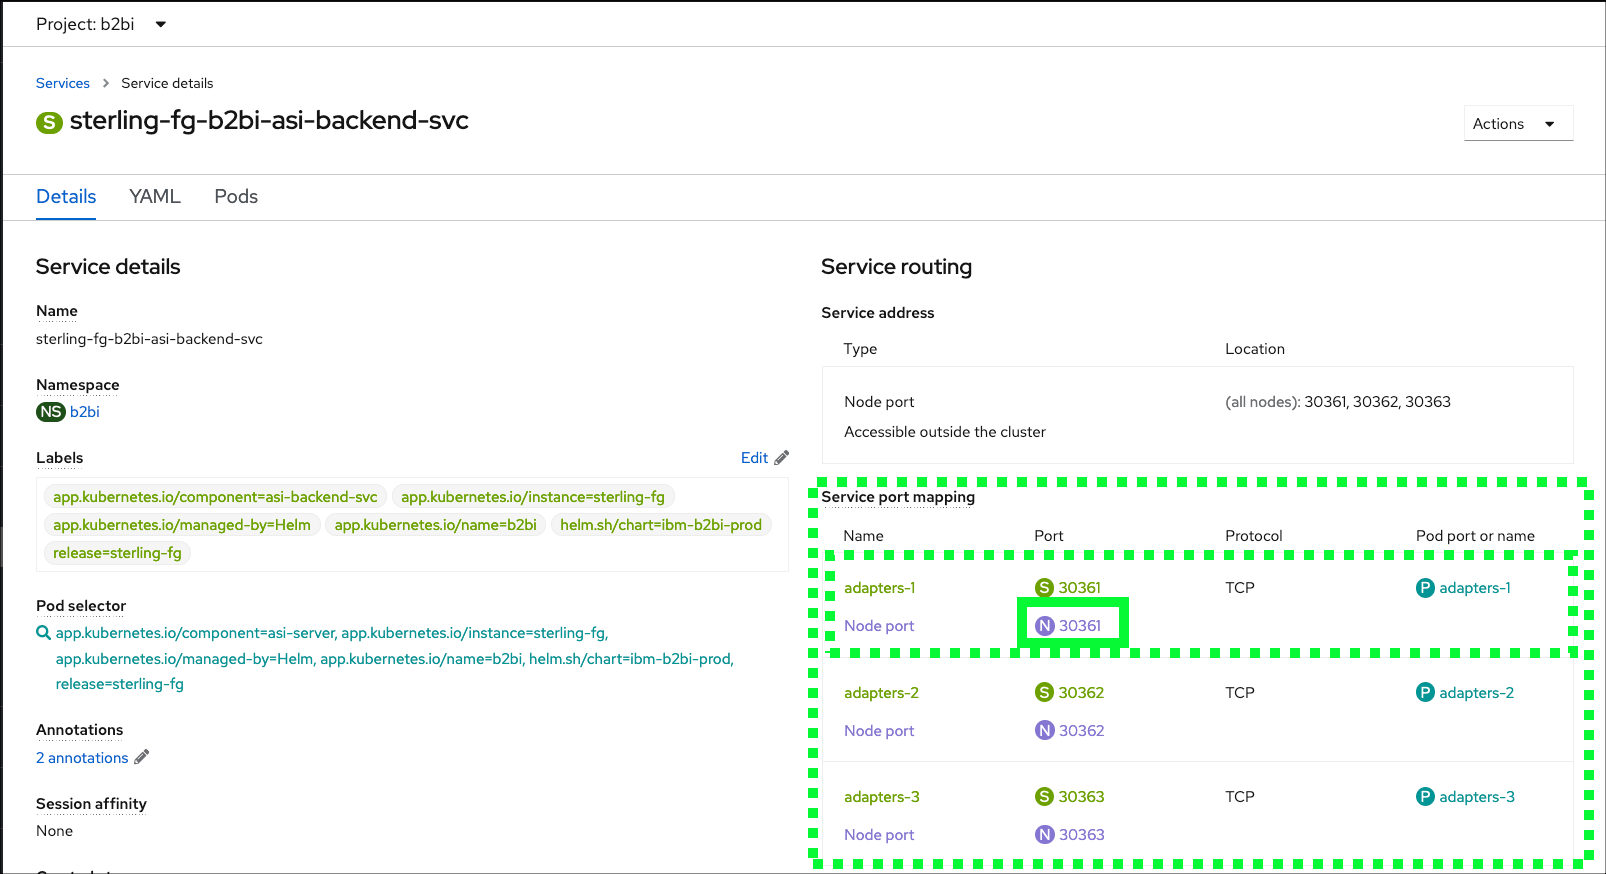 Project: b2bi
Services > Service details
S sterling-fg-b2bi-asi-backend-svc
Actions
Details YAML Pods
Service details
Name
sterling-fg-b2bi-asi-backend-svc
Namespace
NS b2bi
Labels Edit
app.kubernetes.io/component=asi-backend-svc app.kubernetes.io/instance=sterling-fg
app.kubernetes.io/managed-by=Helm app.kubernetes.io/name=b2bi helm.sh/chart=ibm-b2bi-prod
release=sterling-fg
Pod selector
app.kubernetes.io/component=asi-server, app.kubernetes.io/instance=sterling-fg,
app.kubernetes.io/managed-by=Helm, app.kubernetes.io/name=b2bi, helm.sh/chart=ibm-b2bi-prod,
release=sterling-fg
Annotations
2 annotations
Session affinity
None
Service routing
Service address
Type Location
Node port (all nodes): 30361, 30362, 30363
Accessible outside the cluster
Service port mapping
Name Port Protocol Pod port or name
adapters-1 S 30361 TCP P adapters-1
Node port N 30361
adapters-2 S 30362 TCP P adapters-2
Node port N 30362
adapters-3 S 30363 TCP P adapters-3
Node port N 30363